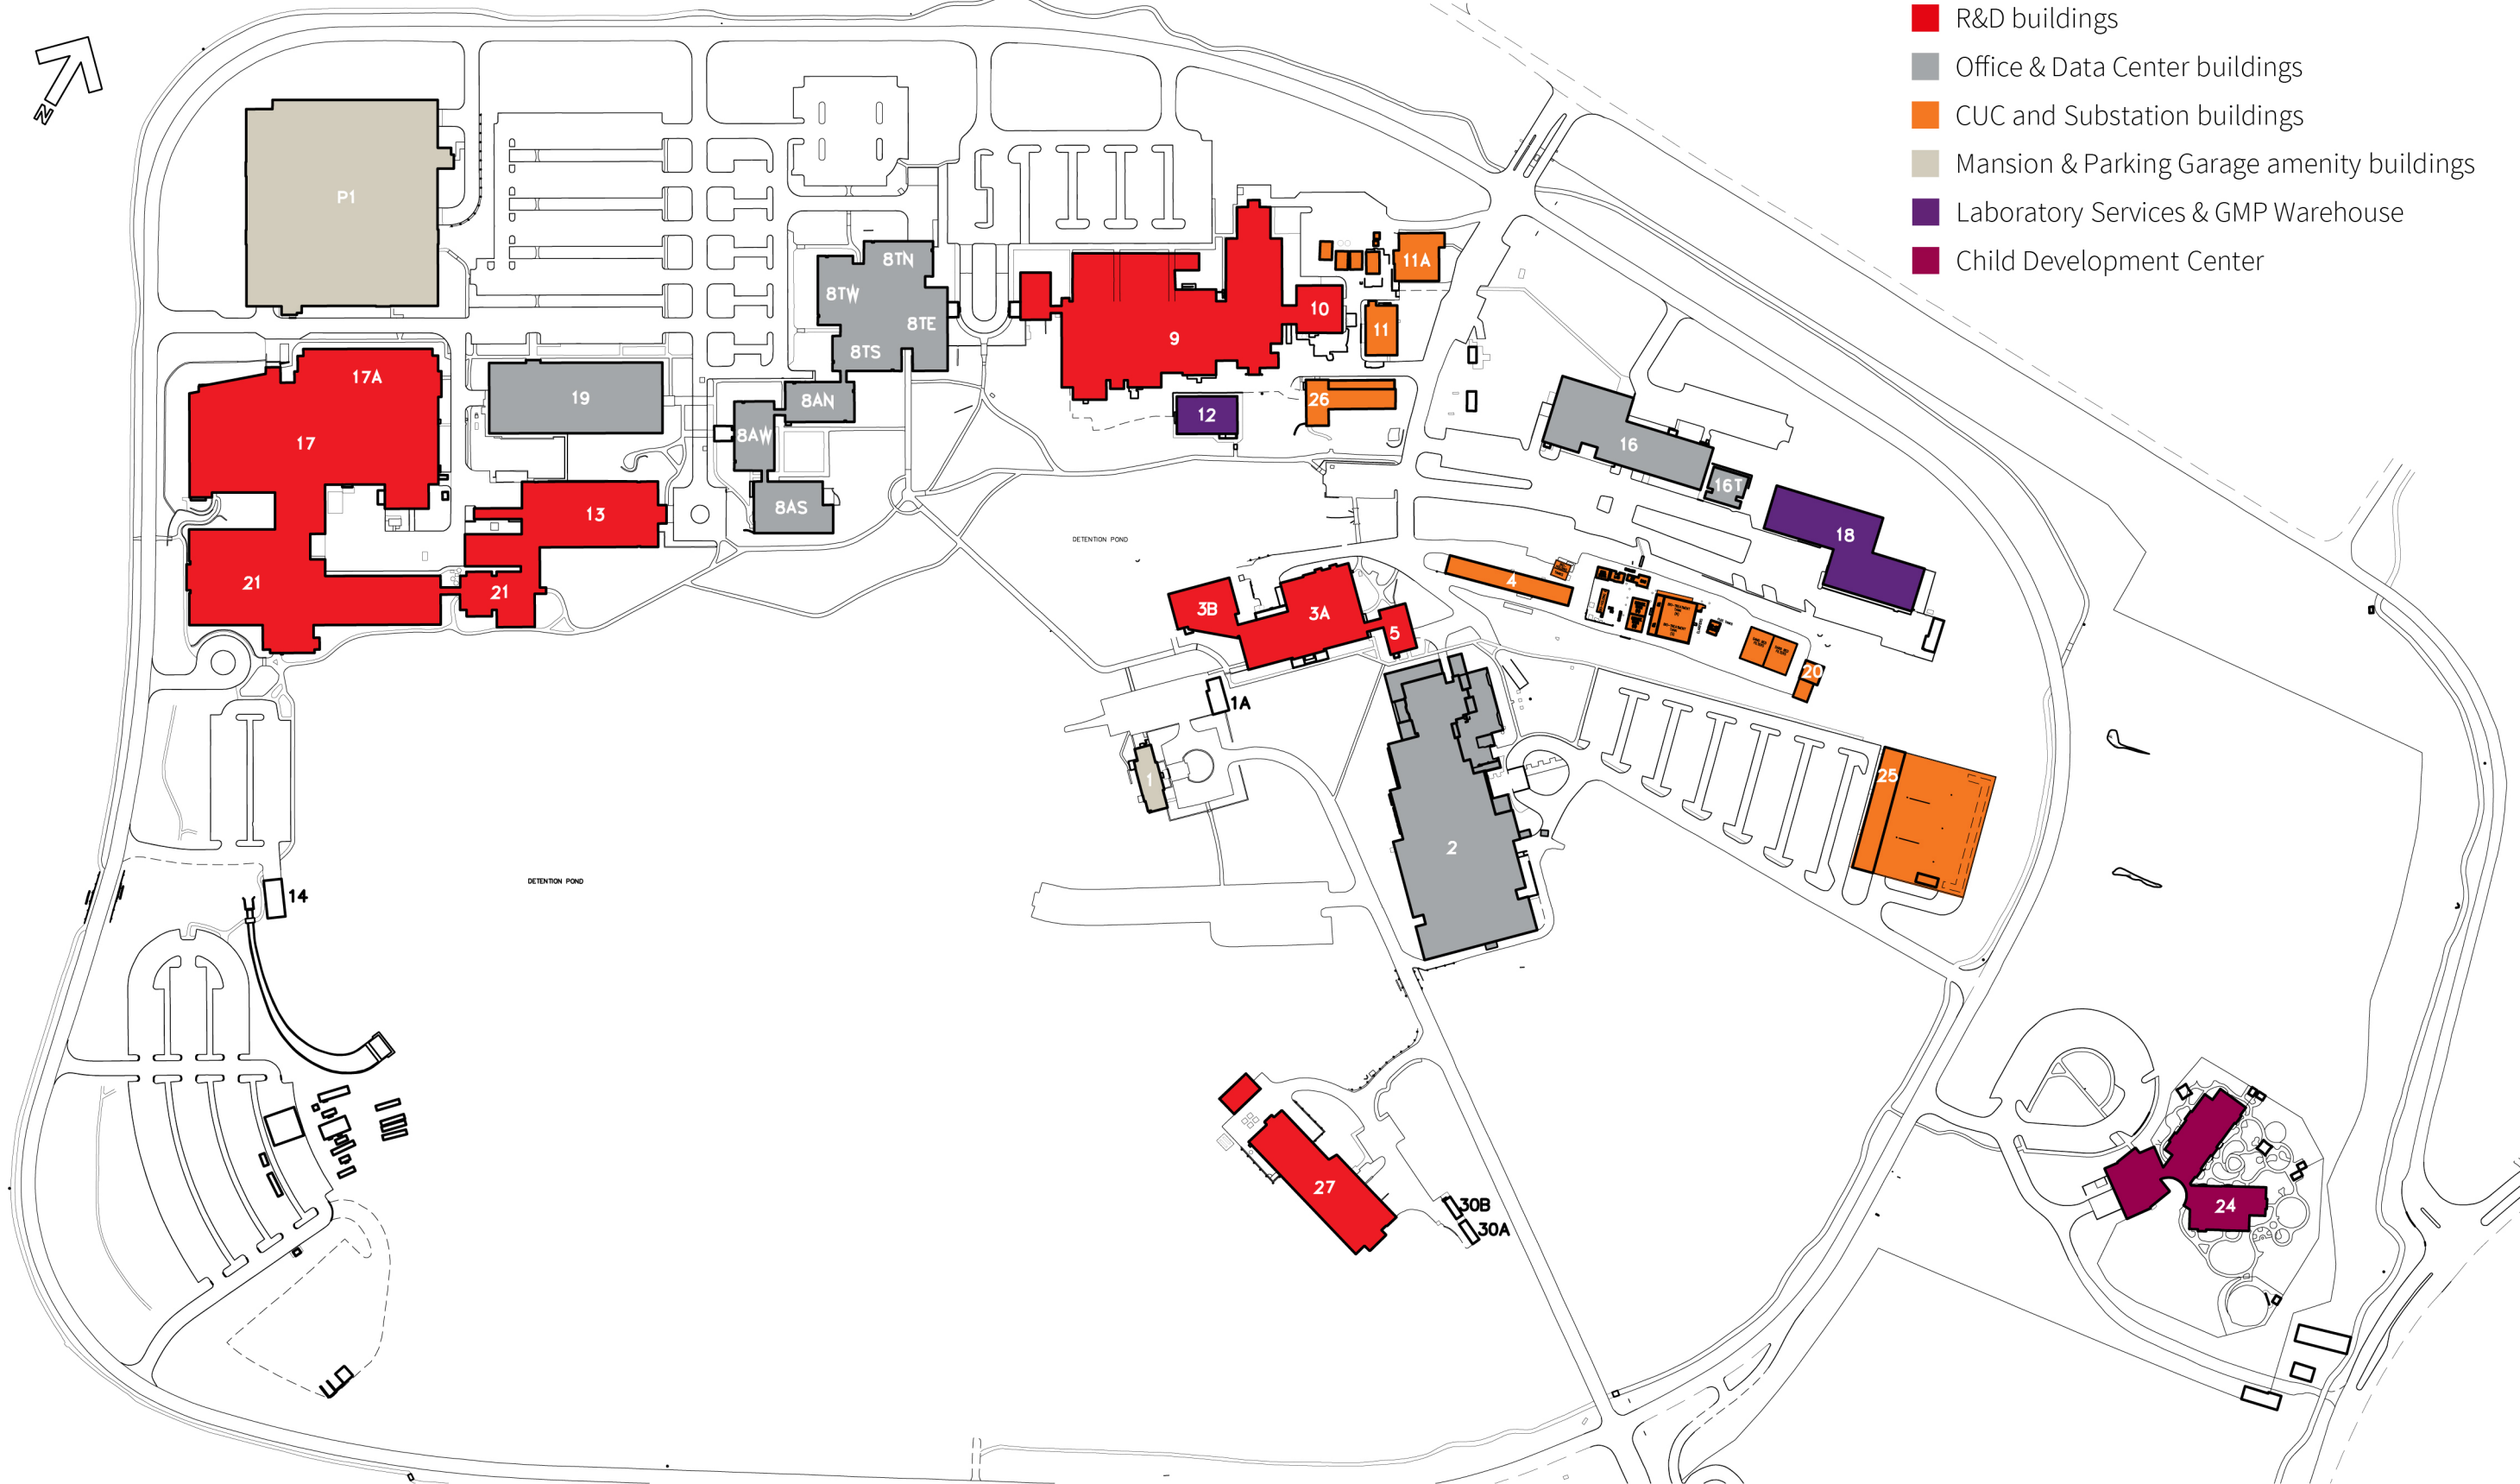 R&D buildings
Office & Data Center buildings
CUC and Substation buildings
Mansion & Parking Garage amenity buildings
Laboratory Services & GMP Warehouse
Child Development Center
N
P1
8TN
8TW
8TE
8TS
8AN
8AW
8AS
9
10
11A
11
12
26
17A
17
19
13
21
21
16
16T
18
DETENTION POND
3B
3A
5
4
20
1A
1
2
25
DETENTION POND
14
27
30B
30A
24